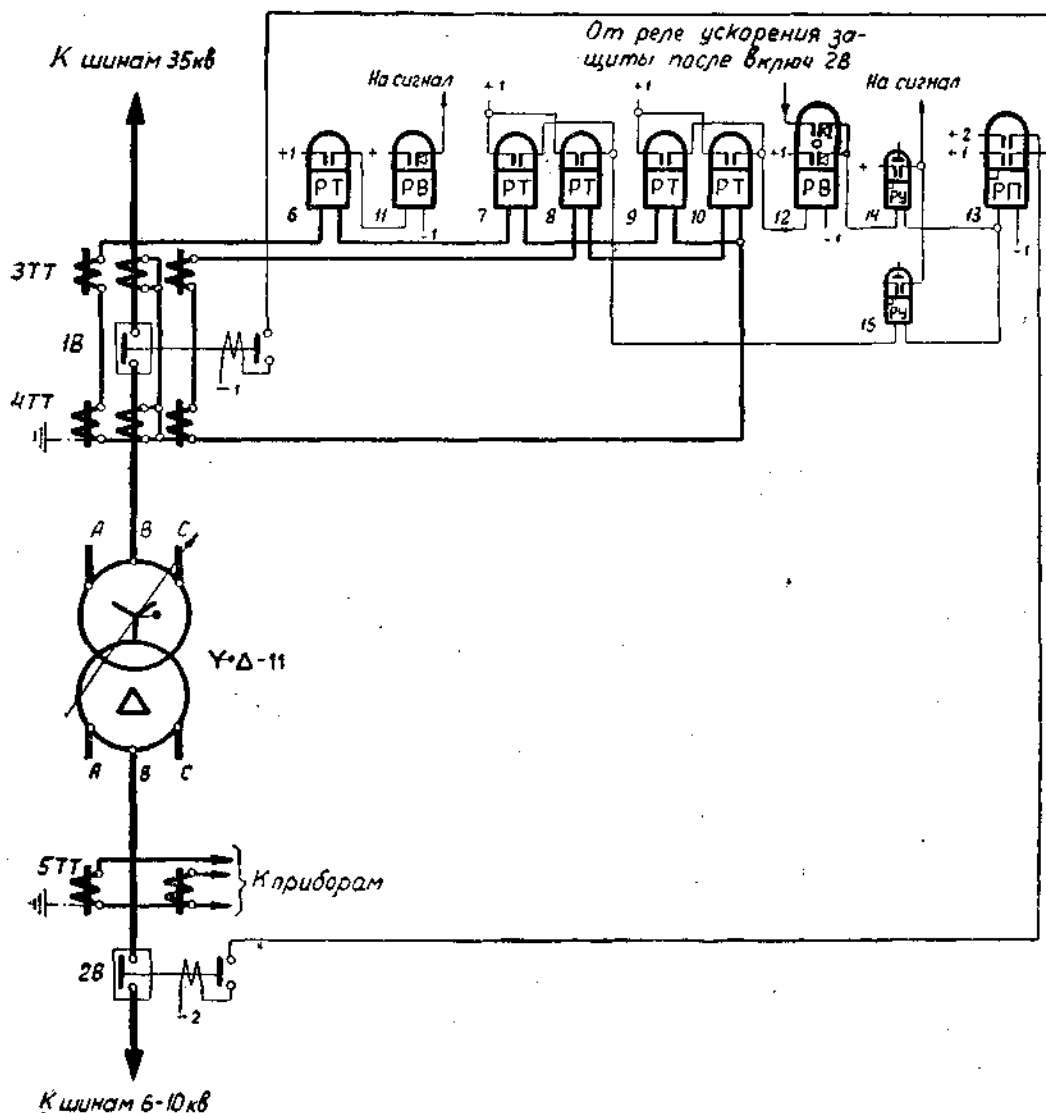 К шинам 35кв
От реле ускорения за-
щиты после включ 2В
На сигнал
На сигнал
+1
+
+1
+1
+1
+
+2
+1
РТ
РВ
РТ
РТ
РТ
РТ
РВ
РУ
РП
6
11
7
8
9
10
12
14
13
-1
-1
-1
3ТТ
РУ
15
1В
-1
4ТТ
А
В
С
Y•Δ-11
Δ
А
В
С
5ТТ
К приборам
2В
-2
К шинам 6-10кв